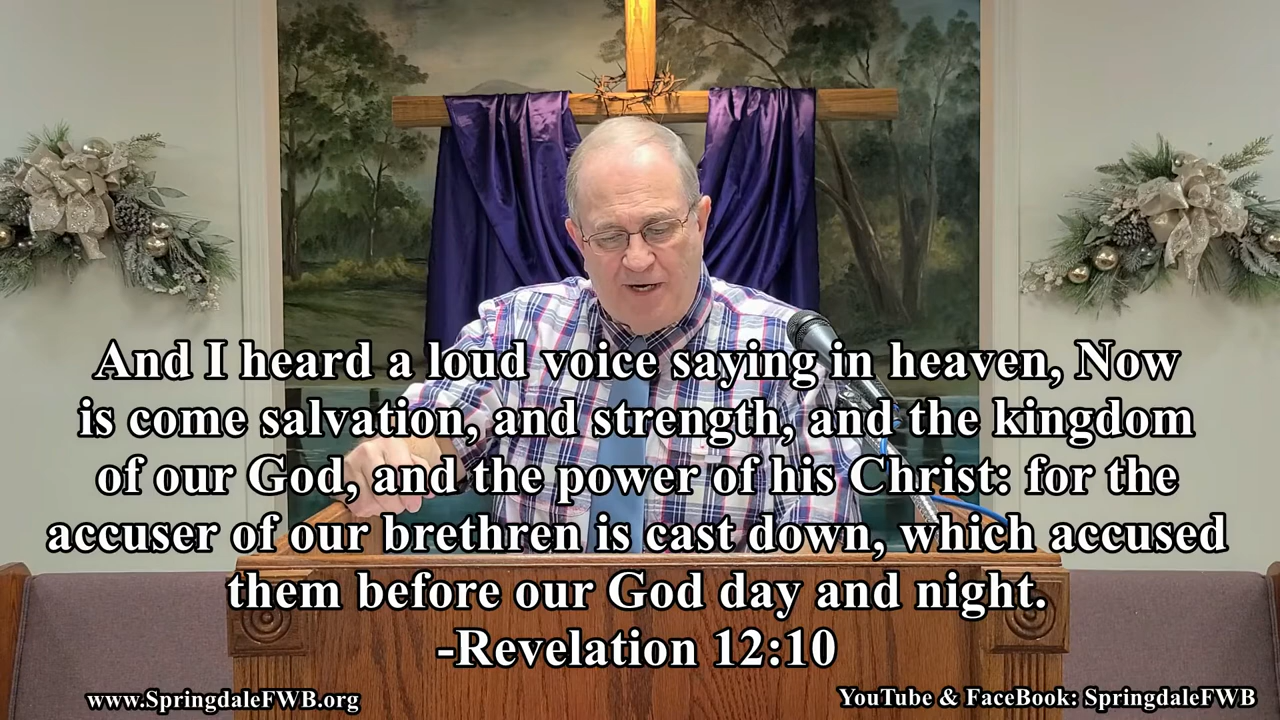 And I heard a loud voice saying in heaven, Now
is come salvation, and strength, and the kingdom
of our God, and the power of his Christ: for the
accuser of our brethren is cast down, which accused
them before our God day and night.
-Revelation 12:10
www.SpringdaleFWB.org
YouTube & FaceBook: SpringdaleFWB